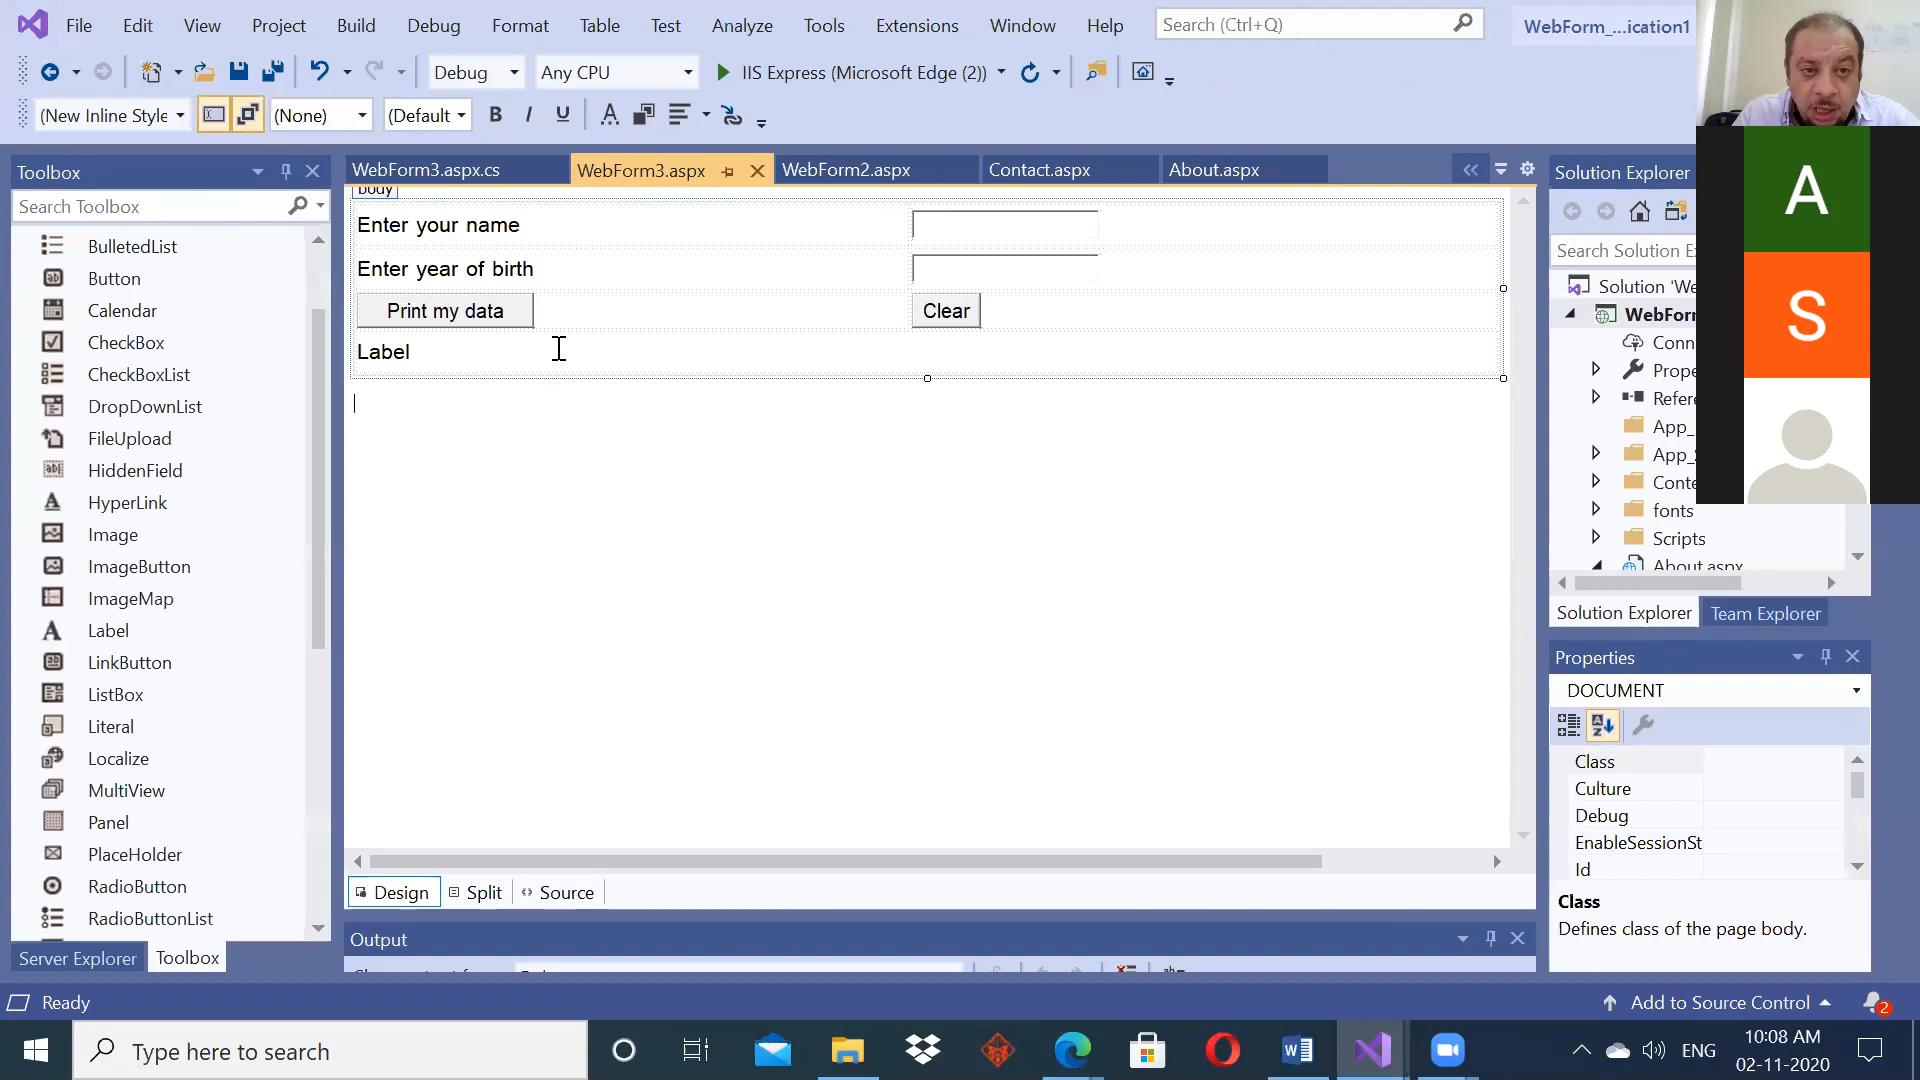 File Edit View Project Build Debug Format Table Test Analyze Tools Extensions Window Help Search (Ctrl+Q) WebForm_...ication1
Debug Any CPU IIS Express (Microsoft Edge (2))
(New Inline Style (None) (Default B I U
Toolbox
WebForm3.aspx.cs WebForm3.aspx WebForm2.aspx Contact.aspx About.aspx
Search Toolbox
BulletedList
Button
Calendar
CheckBox
CheckBoxList
DropDownList
FileUpload
HiddenField
HyperLink
Image
ImageButton
ImageMap
Label
LinkButton
ListBox
Literal
Localize
MultiView
Panel
PlaceHolder
RadioButton
RadioButtonList
Server Explorer Toolbox
body
Enter your name
Enter year of birth
Print my data Clear
Label
Design Split Source
Output
Solution Explorer
Search Solution E
Solution 'We
WebForm
Conn
Prope
Refere
App_
App_
Conte
fonts
Scripts
About.aspx
Solution Explorer Team Explorer
A
S
Properties
DOCUMENT
Class
Culture
Debug
EnableSessionSt
Id
Class
Defines class of the page body.
Ready Add to Source Control 2
Type here to search
ENG 10:08 AM
02-11-2020